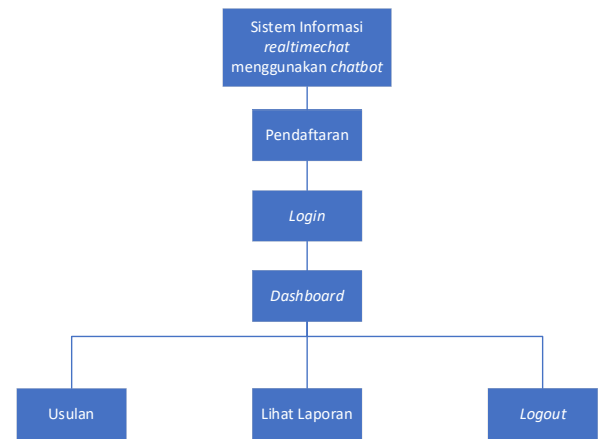 Sistem Informasi
realtimechat
menggunakan chatbot
Pendaftaran
Login
Dashboard
Usulan
Lihat Laporan
Logout